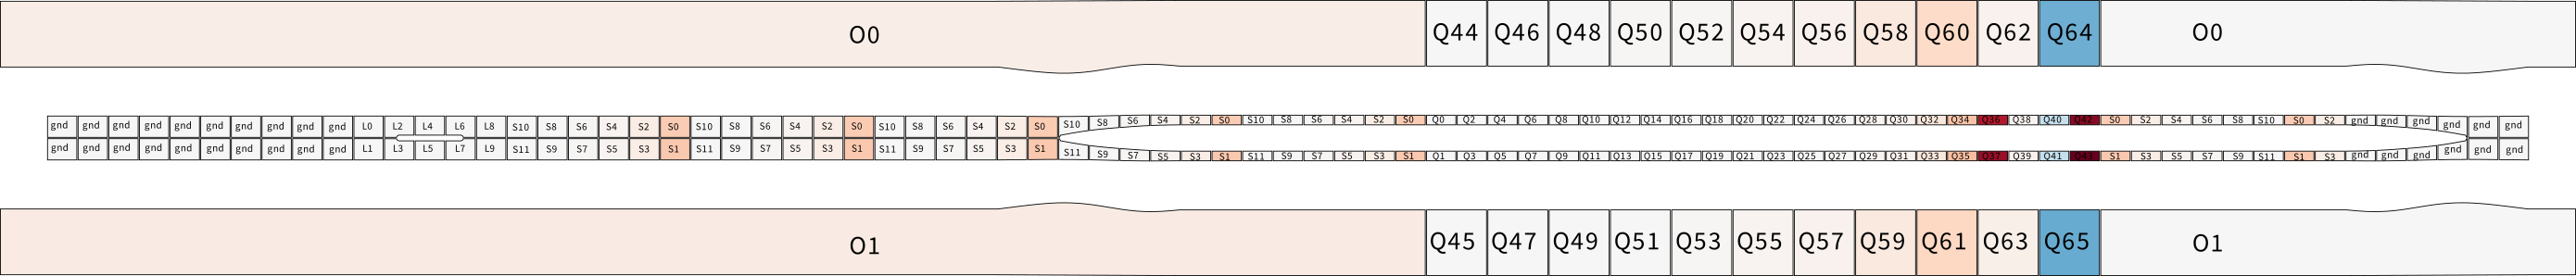 O0 Q44 Q46 Q48 Q50 Q52 Q54 Q56 Q58 Q60 Q62 Q64 O0
gnd gnd gnd gnd gnd gnd gnd gnd gnd gnd L0 L2 L4 L6 L8 S10 S8 S6 S4 S2 S0 S10 S8 S6 S4 S2 S0 S10 S8 S6 S4 S2 S0 S10 S8 S6 S4 S2 S0 S10 S8 S6 S4 S2 S0 Q0 Q2 Q4 Q6 Q8 Q10 Q12 Q14 Q16 Q18 Q20 Q22 Q24 Q26 Q28 Q30 Q32 Q34 Q36 Q38 Q40 Q42 S0 S2 S4 S6 S8 S10 S0 S2 gnd gnd gnd gnd gnd gnd
gnd gnd gnd gnd gnd gnd gnd gnd gnd gnd L1 L3 L5 L7 L9 S11 S9 S7 S5 S3 S1 S11 S9 S7 S5 S3 S1 S11 S9 S7 S5 S3 S1 S11 S9 S7 S5 S3 S1 S11 S9 S7 S5 S3 S1 Q1 Q3 Q5 Q7 Q9 Q11 Q13 Q15 Q17 Q19 Q21 Q23 Q25 Q27 Q29 Q31 Q33 Q35 Q37 Q39 Q41 Q43 S1 S3 S5 S7 S9 S11 S1 S3 gnd gnd gnd gnd gnd gnd
O1 Q45 Q47 Q49 Q51 Q53 Q55 Q57 Q59 Q61 Q63 Q65 O1